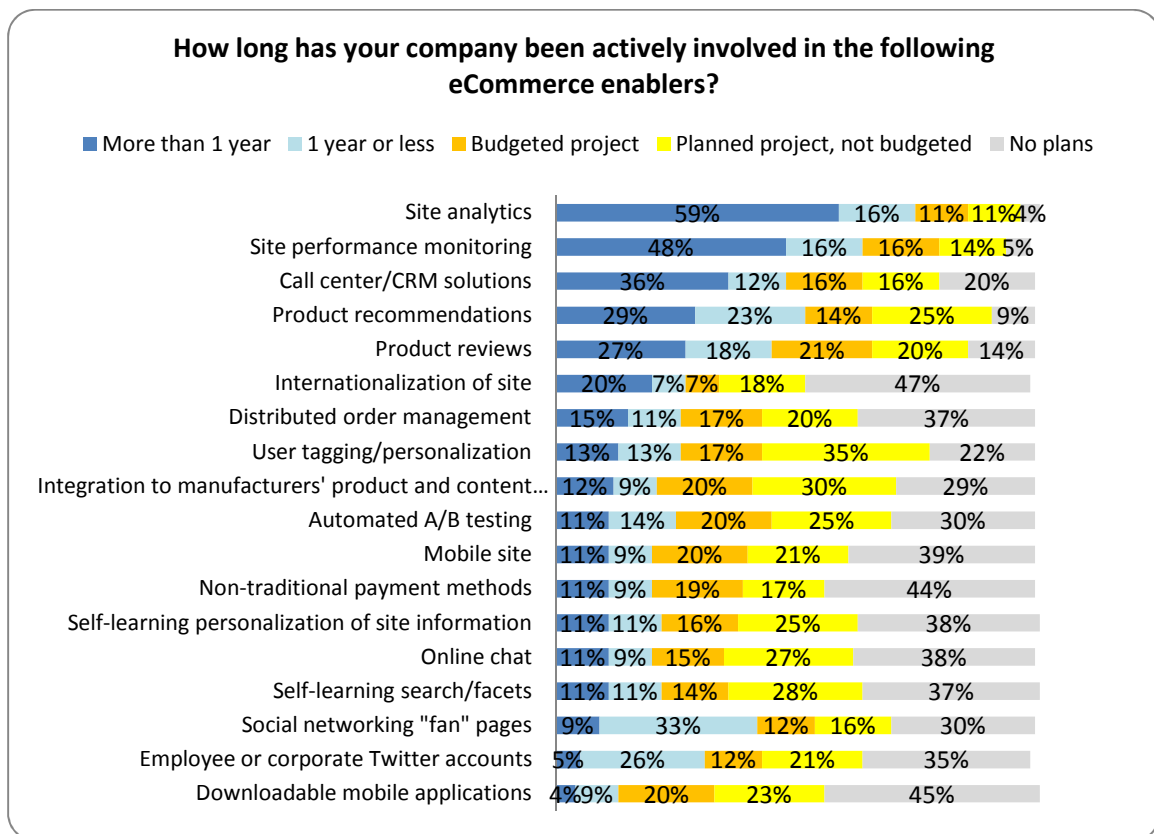 How long has your company been actively involved in the following
eCommerce enablers?
More than 1 year 1 year or less Budgeted project Planned project, not budgeted No plans
Site analytics 59% 16% 11% 11% 4%
Site performance monitoring 48% 16% 16% 14% 5%
Call center/CRM solutions 36% 12% 16% 16% 20%
Product recommendations 29% 23% 14% 25% 9%
Product reviews 27% 18% 21% 20% 14%
Internationalization of site 20% 7% 7% 18% 47%
Distributed order management 15% 11% 17% 20% 37%
User tagging/personalization 13% 13% 17% 35% 22%
Integration to manufacturers' product and content... 12% 9% 20% 30% 29%
Automated A/B testing 11% 14% 20% 25% 30%
Mobile site 11% 9% 20% 21% 39%
Non-traditional payment methods 11% 9% 19% 17% 44%
Self-learning personalization of site information 11% 11% 16% 25% 38%
Online chat 11% 9% 15% 27% 38%
Self-learning search/facets 11% 11% 14% 28% 37%
Social networking "fan" pages 9% 33% 12% 16% 30%
Employee or corporate Twitter accounts 5% 26% 12% 21% 35%
Downloadable mobile applications 4% 9% 20% 23% 45%